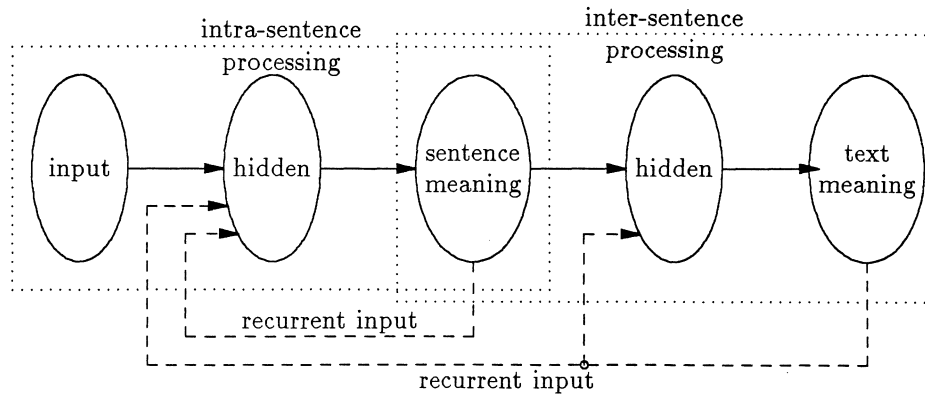 intra-sentence
processing
inter-sentence
processing
input
hidden
sentence
meaning
hidden
text
meaning
recurrent input
recurrent input